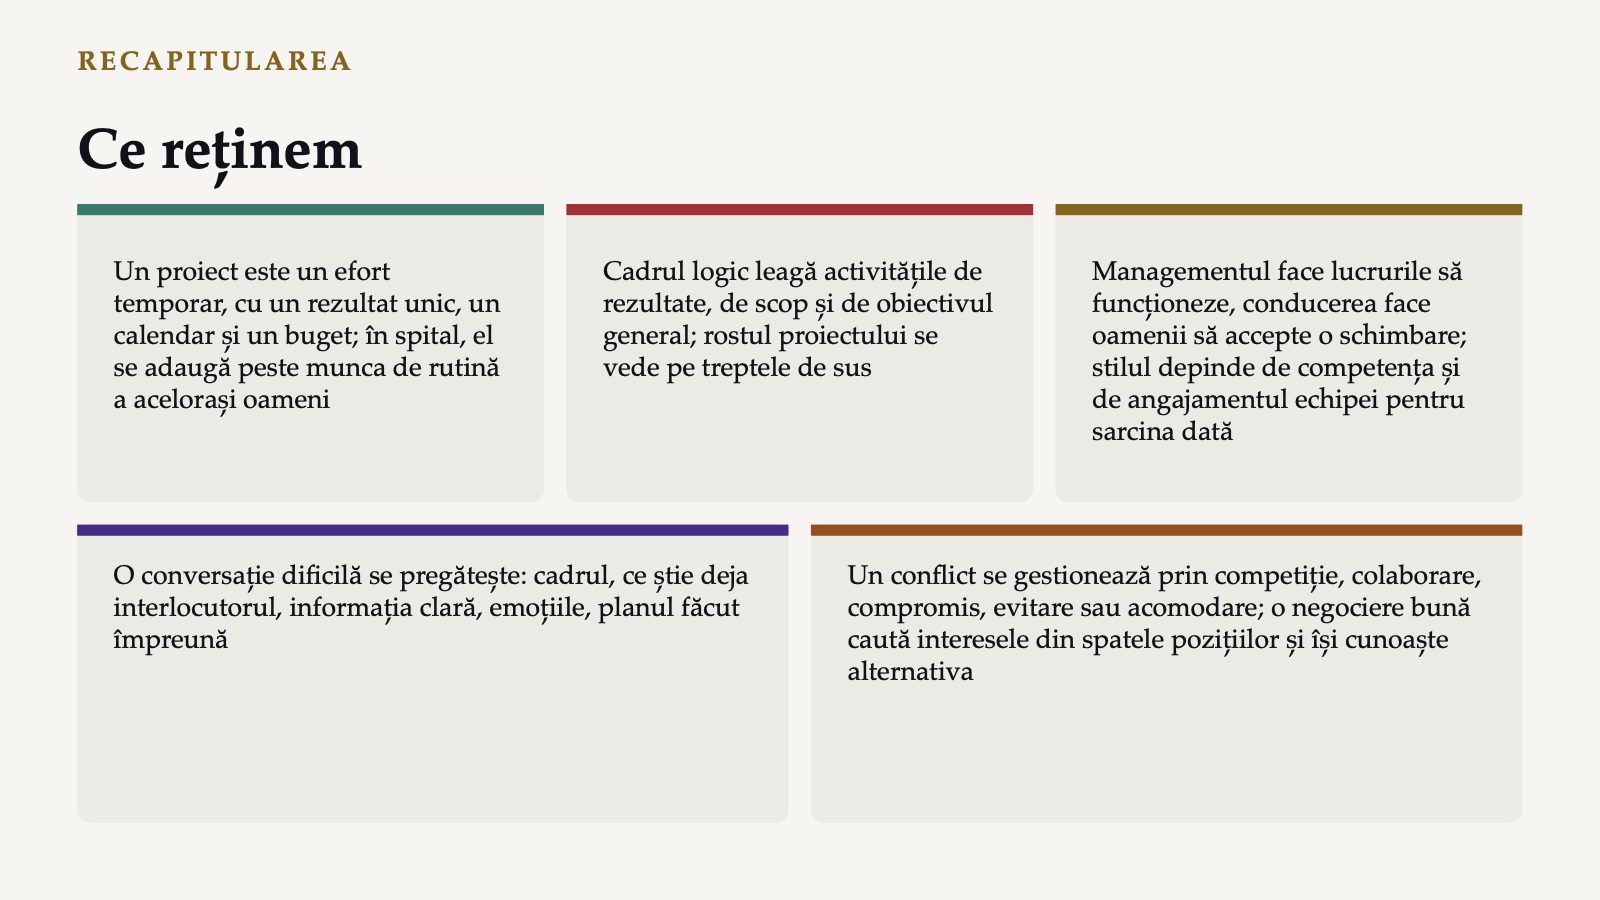 RECAPITULAREA
Ce reținem
Un proiect este un efort
temporar, cu un rezultat unic, un
calendar și un buget; în spital, el
se adaugă peste munca de rutină
a acelorași oameni
Cadrul logic leagă activitățile de
rezultate, de scop și de obiectivul
general; rostul proiectului se
vede pe treptele de sus
Managementul face lucrurile să
funcționeze, conducerea face
oamenii să accepte o schimbare;
stilul depinde de competența și
de angajamentul echipei pentru
sarcina dată
O conversație dificilă se pregătește: cadrul, ce știe deja
interlocutorul, informația clară, emoțiile, planul făcut
împreună
Un conflict se gestionează prin competiție, colaborare,
compromis, evitare sau acomodare; o negociere bună
caută interesele din spatele pozițiilor și își cunoaște
alternativa